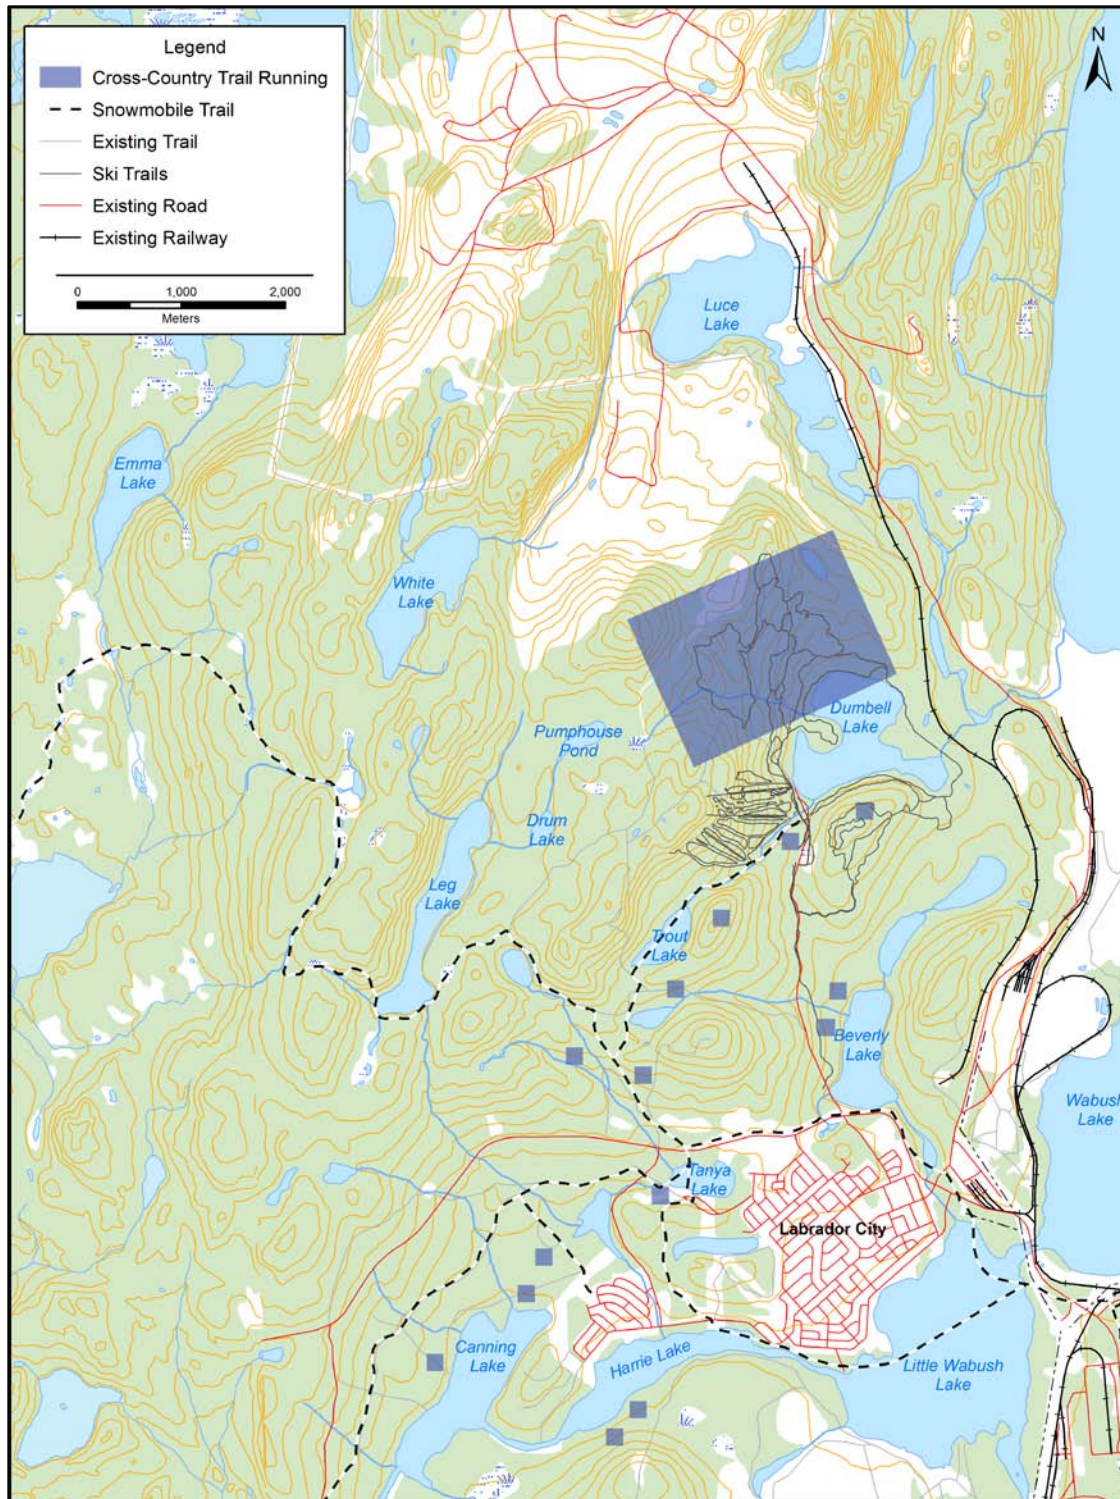 Legend
Cross-Country Trail Running
Snowmobile Trail
Existing Trail
Ski Trails
Existing Road
Existing Railway
0 1,000 2,000
Meters
N
Luce
Lake
Emma
Lake
White
Lake
Dumbell
Lake
Pumphouse
Pond
Drum
Lake
Leg
Lake
Trout
Lake
Beverly
Lake
Wabush
Lake
Tanya
Lake
Labrador City
Canning
Lake
Harrie Lake
Little Wabush
Lake